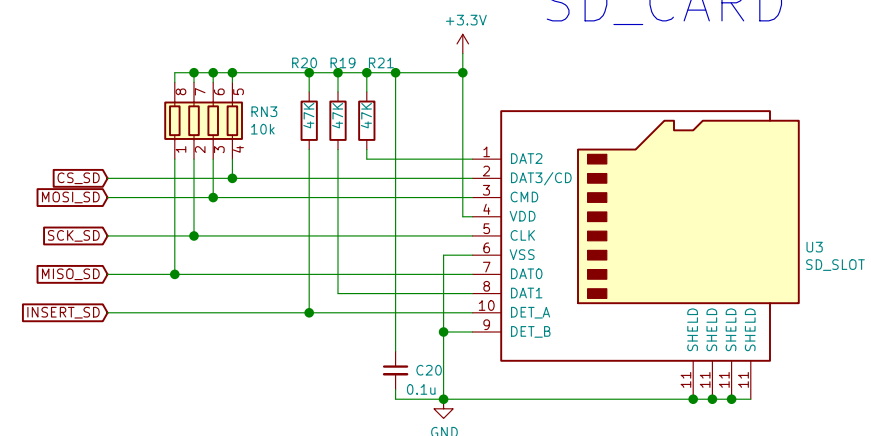 SD_CARD
+3.3V
R20 R19 R21
8 7 6 5
RN3
10k
47K 47K 47K
1 2 3 4
CS_SD
MOSI_SD
SCK_SD
MISO_SD
INSERT_SD
1 DAT2
2 DAT3/CD
3 CMD
4 VDD
5 CLK
6 VSS
7 DAT0
8 DAT1
10 DET_A
9 DET_B
U3
SD_SLOT
SHELD SHELD SHELD SHELD
11 11 11 11
C20
0.1u
GND